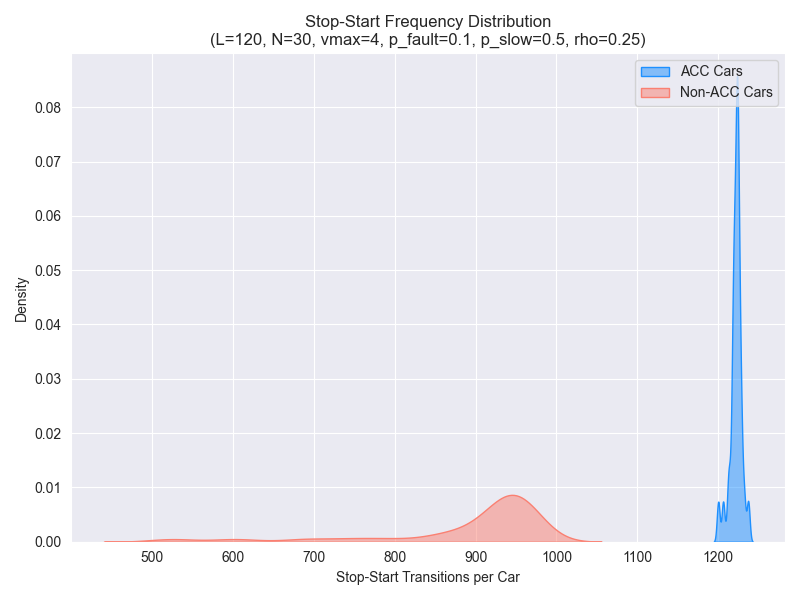 Stop-Start Frequency Distribution
(L=120, N=30, vmax=4, p_fault=0.1, p_slow=0.5, rho=0.25)
ACC Cars
Non-ACC Cars
0.08
0.07
0.06
0.05
0.04
0.03
0.02
0.01
0.00
Density
500 600 700 800 900 1000 1100 1200
Stop-Start Transitions per Car